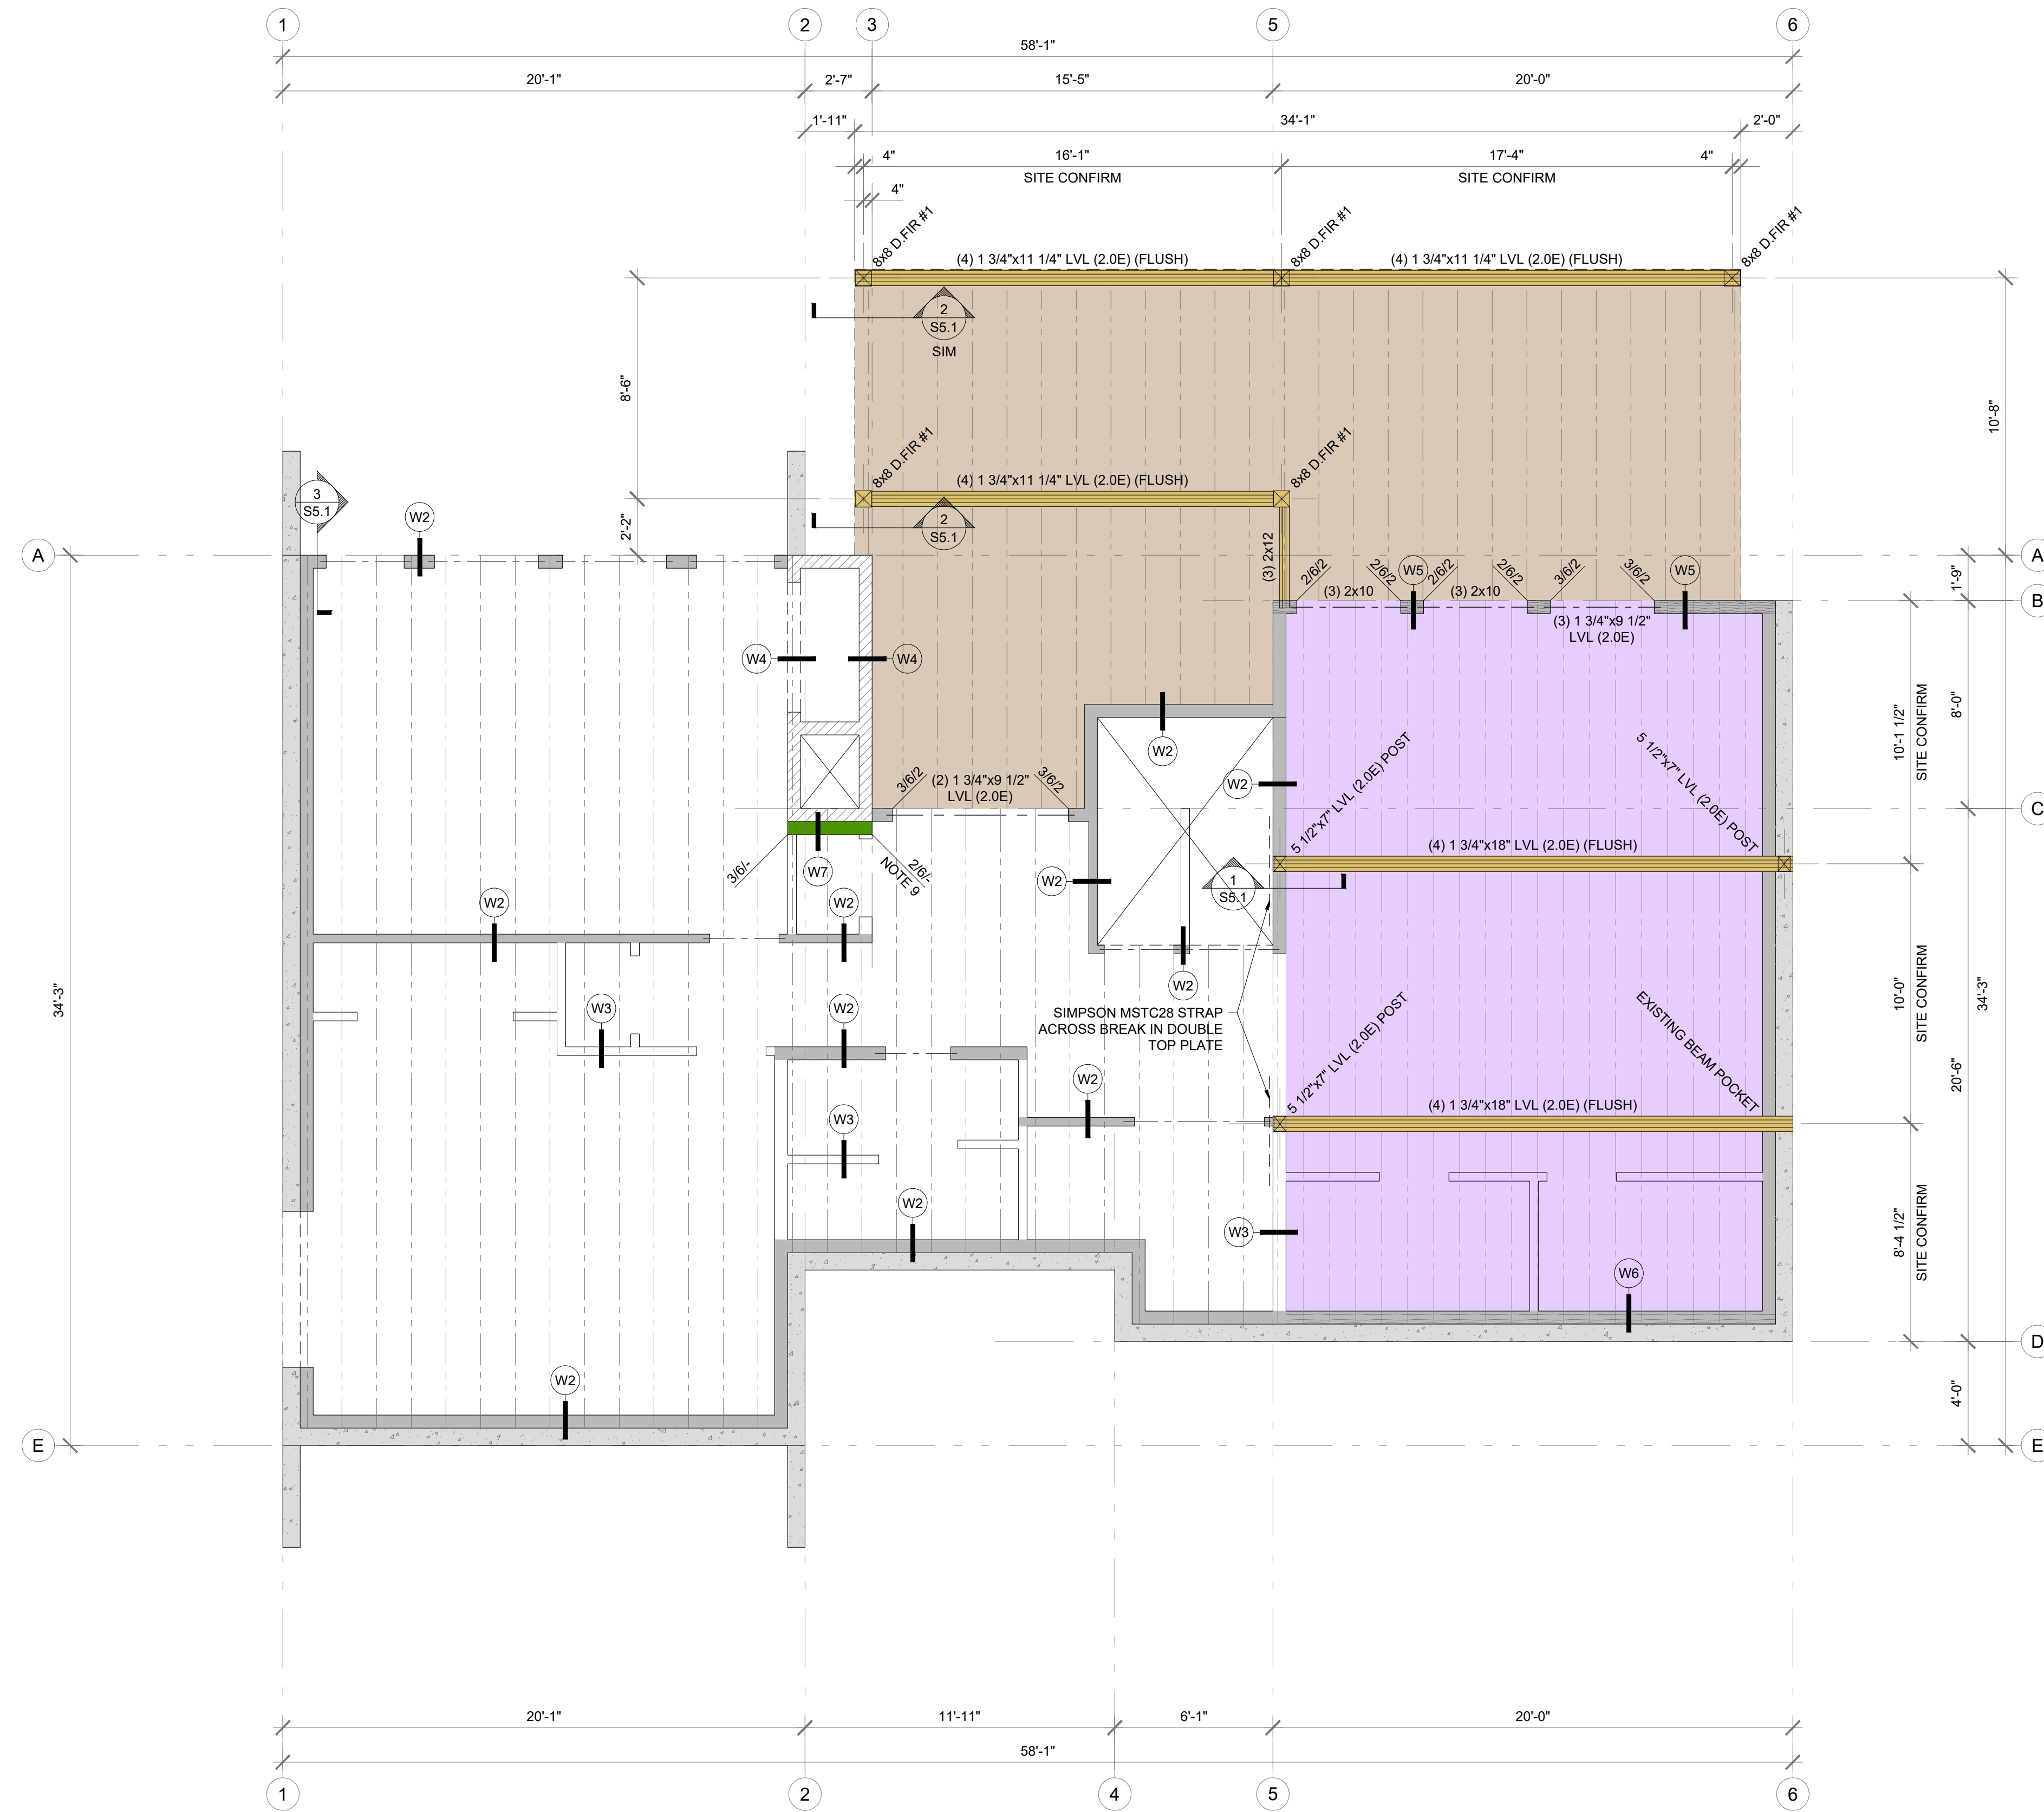 1
2
3
5
6
58'-1"
20'-1"
2'-7"
15'-5"
20'-0"
1'-11"
34'-1"
2'-0"
4"
16'-1"
17'-4"
4"
SITE CONFIRM
SITE CONFIRM
4"
8x8 D.FIR #1
8x8 D.FIR #1
8x8 D.FIR #1
(4) 1 3/4"x11 1/4" LVL (2.0E) (FLUSH)
(4) 1 3/4"x11 1/4" LVL (2.0E) (FLUSH)
2
S5.1
SIM
8'-6"
10'-8"
8x8 D.FIR #1
8x8 D.FIR #1
(4) 1 3/4"x11 1/4" LVL (2.0E) (FLUSH)
3
S5.1
W2
2
S5.1
2'-2"
A
A
(3) 2x12
2/6/2
2/6/2
W5
2/6/2
2/6/2
3/6/2
3/6/2
W5
1'-9"
(3) 2x10
(3) 2x10
B
(3) 1 3/4"x9 1/2"
LVL (2.0E)
W4
W4
10'-1 1/2"
SITE CONFIRM
8'-0"
W2
W2
5 1/2"x7" LVL (2.0E) POST
5 1/2"x7" LVL (2.0E) POST
3/6/2
(2) 1 3/4"x9 1/2"
LVL (2.0E)
3/6/2
C
(4) 1 3/4"x18" LVL (2.0E) (FLUSH)
3/6/-
W7
2/6/-
NOTE 9
W2
1
S5.1
W2
W2
W2
34'-3"
W3
W2
SIMPSON MSTC28 STRAP
ACROSS BREAK IN DOUBLE
TOP PLATE
10'-0"
SITE CONFIRM
34'-3"
5 1/2"x7" LVL (2.0E) POST
EXISTING BEAM POCKET
W2
20'-6"
(4) 1 3/4"x18" LVL (2.0E) (FLUSH)
W3
W2
W3
8'-4 1/2"
SITE CONFIRM
W6
D
W2
4'-0"
E
E
20'-1"
11'-11"
6'-1"
20'-0"
58'-1"
1
2
4
5
6